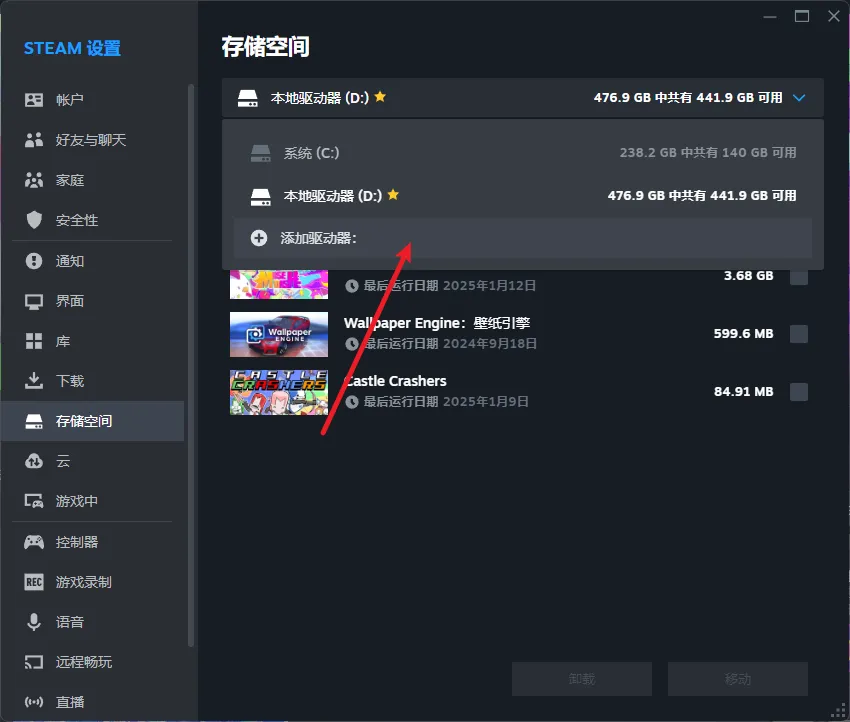 STEAM 设置
帐户
好友与聊天
家庭
安全性
通知
界面
库
下载
存储空间
云
游戏中
控制器
REC 游戏录制
语音
远程畅玩
直播
存储空间
本地驱动器 (D:) 476.9 GB 中共有 441.9 GB 可用
系统 (C:) 238.2 GB 中共有 140 GB 可用
本地驱动器 (D:) 476.9 GB 中共有 441.9 GB 可用
添加驱动器:
最后运行日期 2025年1月12日 3.68 GB
Wallpaper ENGINE
Wallpaper Engine：壁纸引擎 599.6 MB
最后运行日期 2024年9月18日
CASTLE CRASHERS
Castle Crashers 84.91 MB
最后运行日期 2025年1月9日
卸载 移动